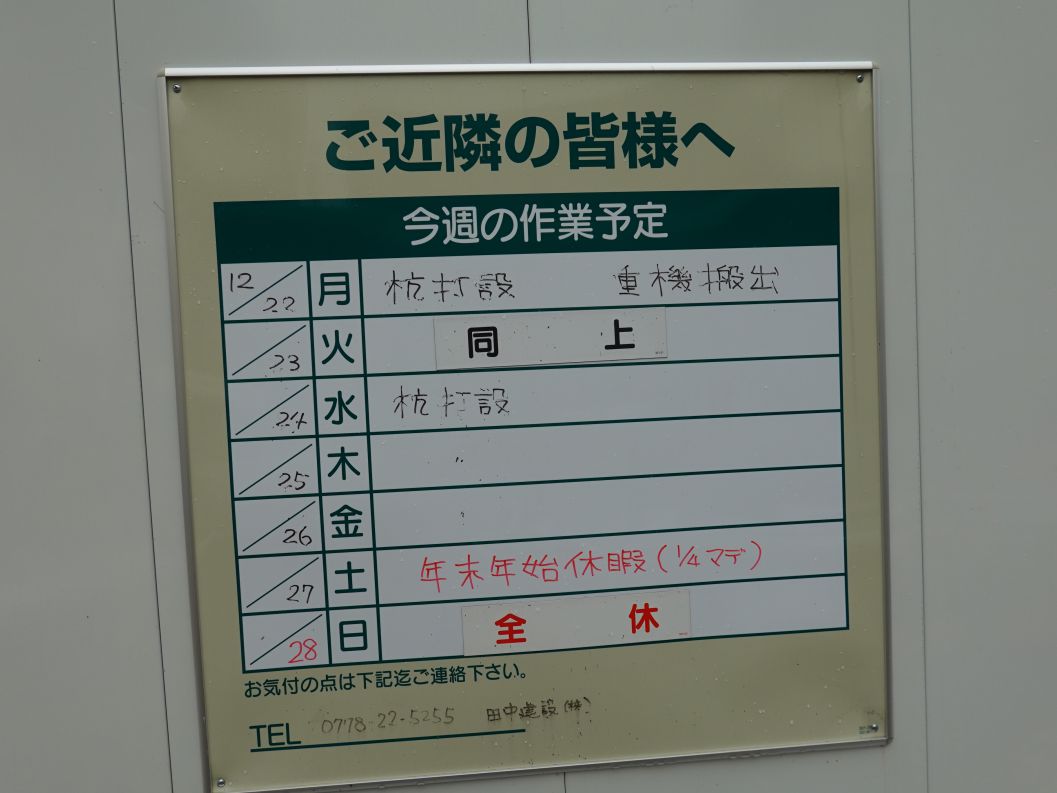 ご近隣の皆様へ
今週の作業予定
12/22 月 杭打設 重機搬出
/23 火 同上
/24 水 杭打設
/25 木 〃
/26 金 〃
/27 土 年末年始休暇(1/4マデ)
/28 日 全休
お気付の点は下記迄ご連絡下さい。
TEL 0778-22-5255 田中建設(株)